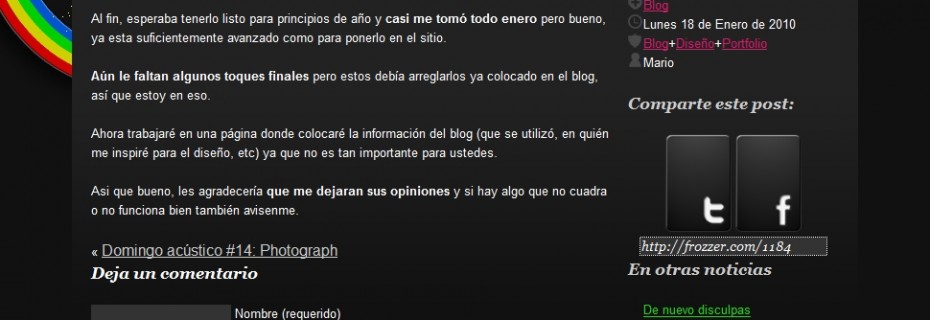 Al fin, esperaba tenerlo listo para principios de año y casi me tomó todo enero pero bueno,
ya esta suficientemente avanzado como para ponerlo en el sitio.
Aún le faltan algunos toques finales pero estos debía arreglarlos ya colocado en el blog,
así que estoy en eso.
Ahora trabajaré en una página donde colocaré la información del blog (que se utilizó, en quién
me inspiré para el diseño, etc) ya que no es tan importante para ustedes.
Asi que bueno, les agradecería que me dejaran sus opiniones y si hay algo que no cuadra
o no funciona bien también avisenme.
« Domingo acústico #14: Photograph
Deja un comentario
Nombre (requerido)
Blog
Lunes 18 de Enero de 2010
Blog+Diseño+Portfolio
Mario
Comparte este post:
t f
http://frozzer.com/1184
En otras noticias
De nuevo disculpas